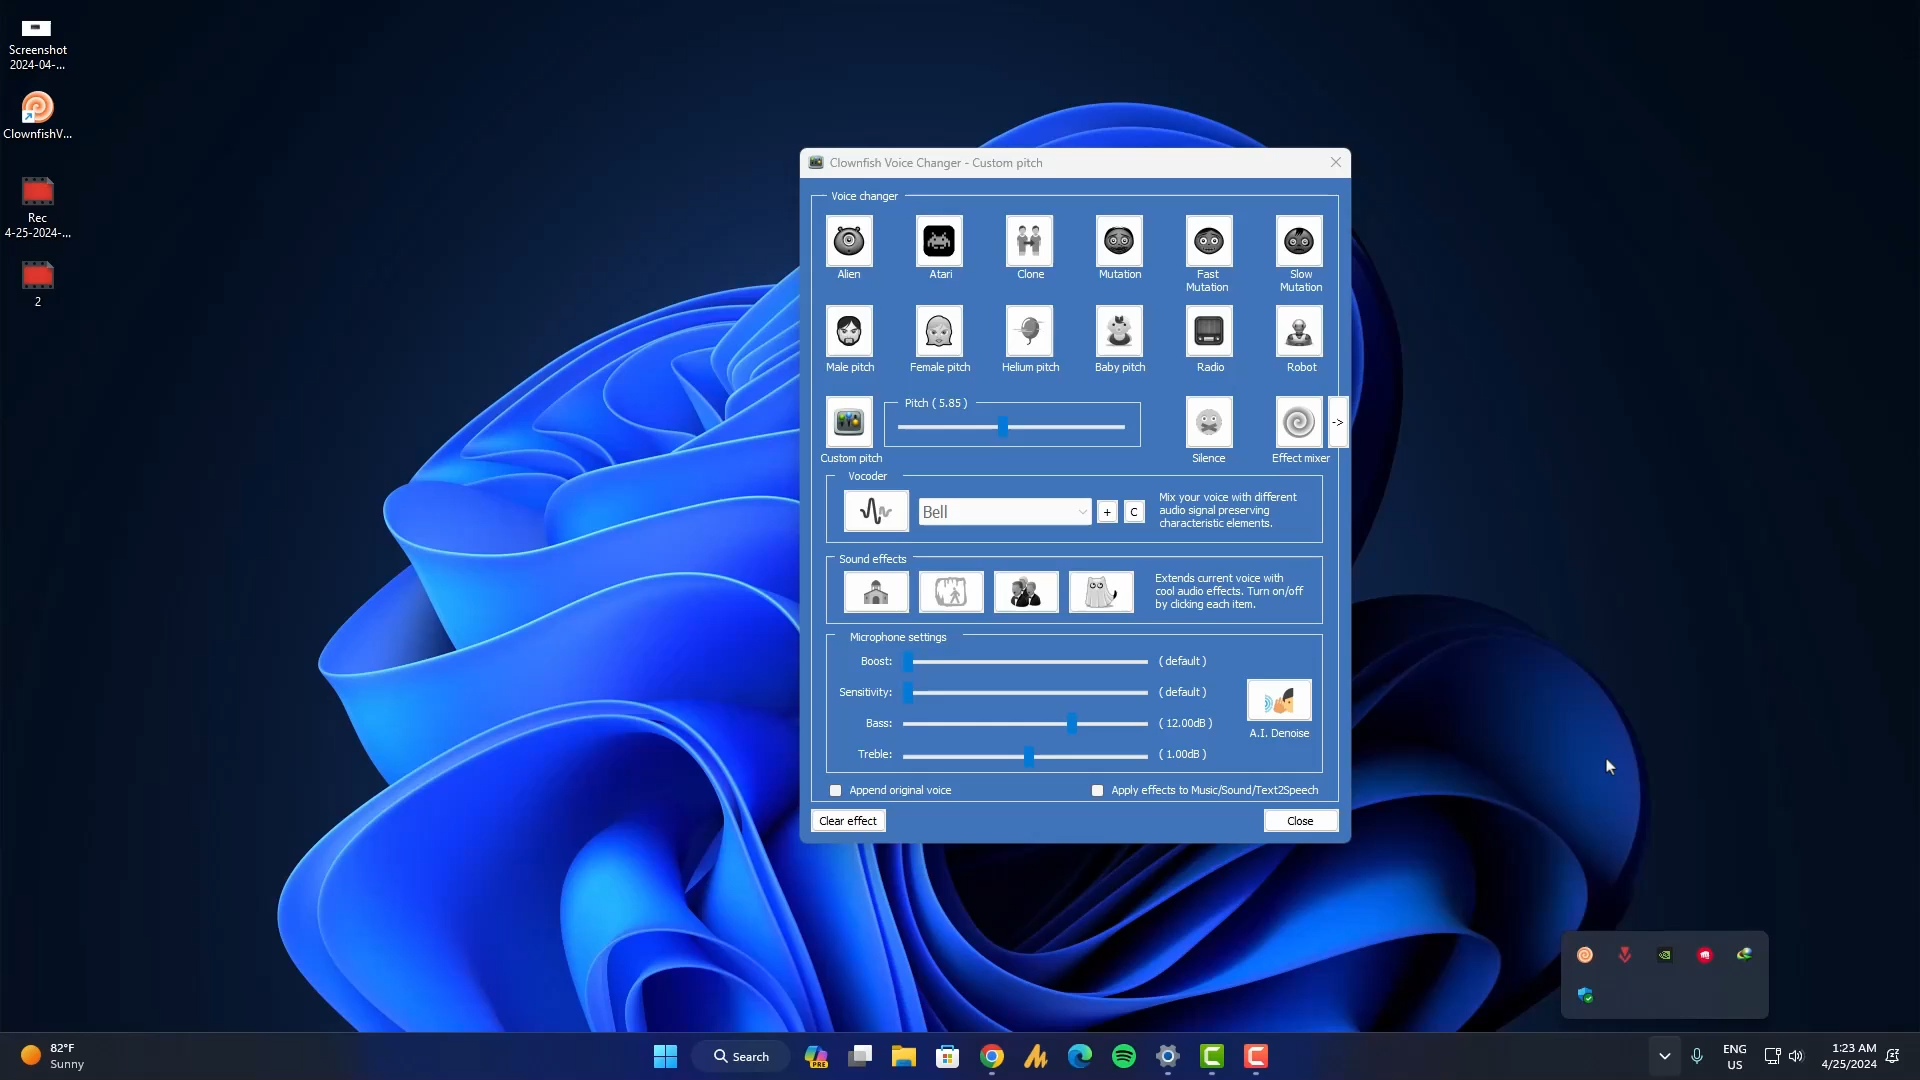 Screenshot
2024-04-...
ClownfishV...
Rec
4-25-2024-...
2
Clownfish Voice Changer - Custom pitch
Voice changer
Alien
Atari
Clone
Mutation
Fast
Mutation
Slow
Mutation
Male pitch
Female pitch
Helium pitch
Baby pitch
Radio
Robot
Pitch ( 5.85 )
->
Custom pitch
Silence
Effect mixer
Vocoder
Bell
+
C
Mix your voice with different
audio signal preserving
characteristic elements.
Sound effects
Extends current voice with
cool audio effects. Turn on/off
by clicking each item.
Microphone settings
Boost:
( default )
Sensitivity:
( default )
Bass:
( 12.00dB )
Treble:
( 1.00dB )
A.I. Denoise
Append original voice
Apply effects to Music/Sound/Text2Speech
Clear effect
Close
82°F
Sunny
Search
PRE
ENG
US
1:23 AM
4/25/2024